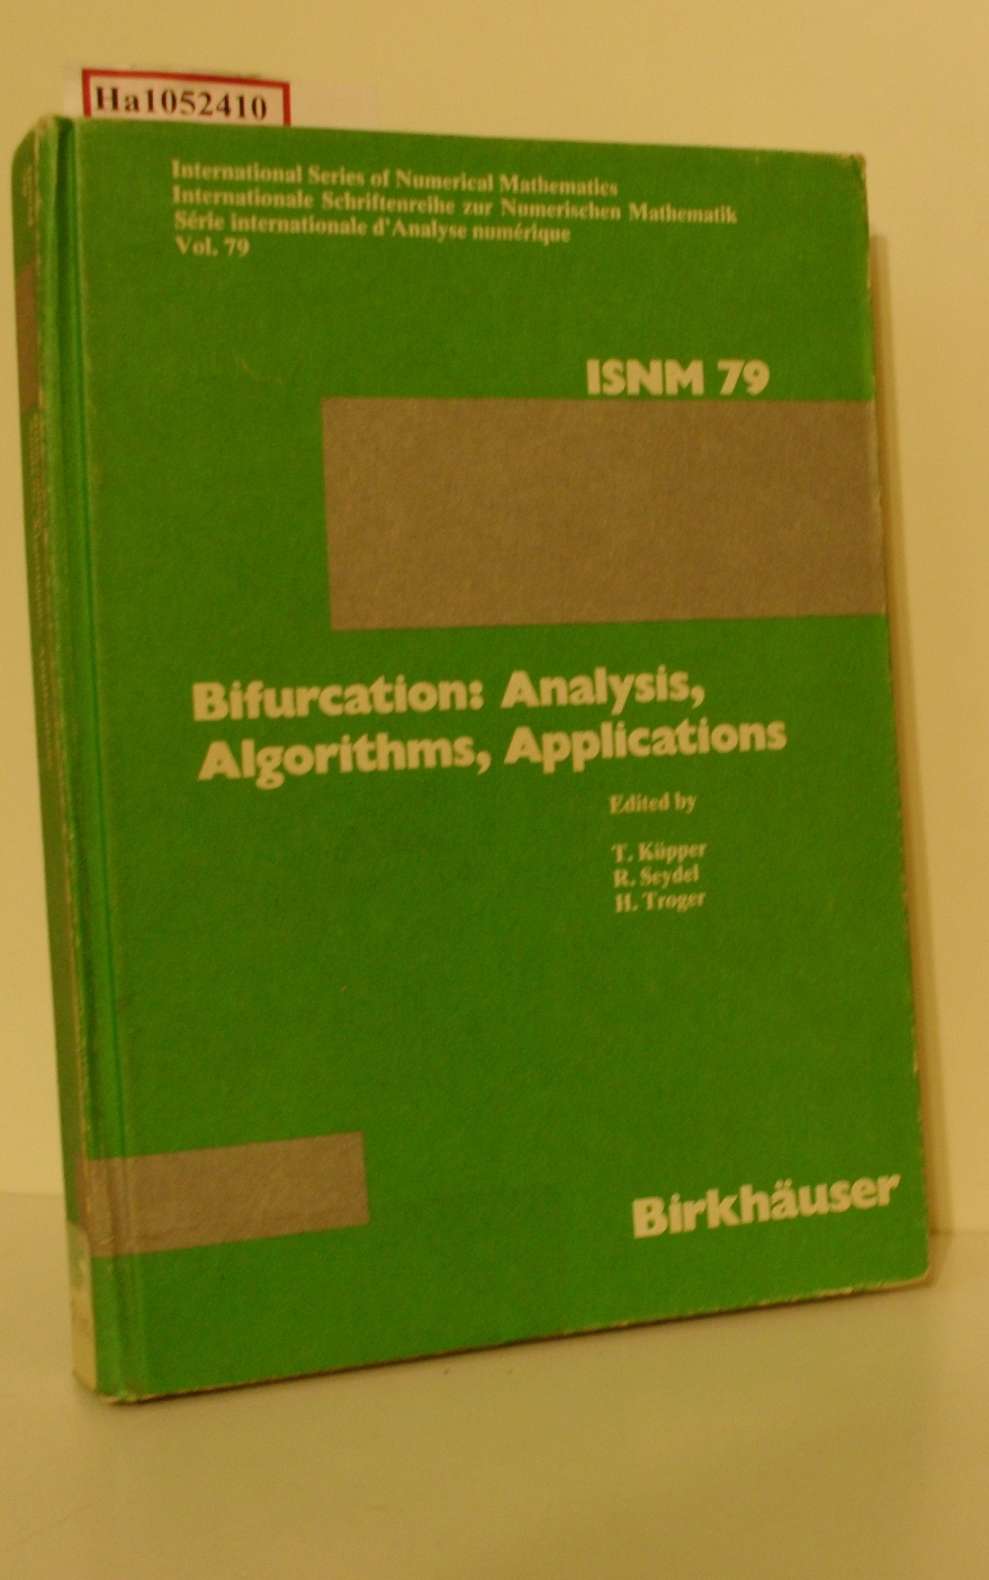 Ha1052410
International Series of Numerical Mathematics
Internationale Schriftenreihe zur Numerischen Mathematik
Série internationale d'Analyse numérique
Vol. 79
ISNM 79
Bifurcation: Analysis,
Algorithms, Applications
Edited by
T. Küpper
R. Seydel
H. Troger
Birkhäuser